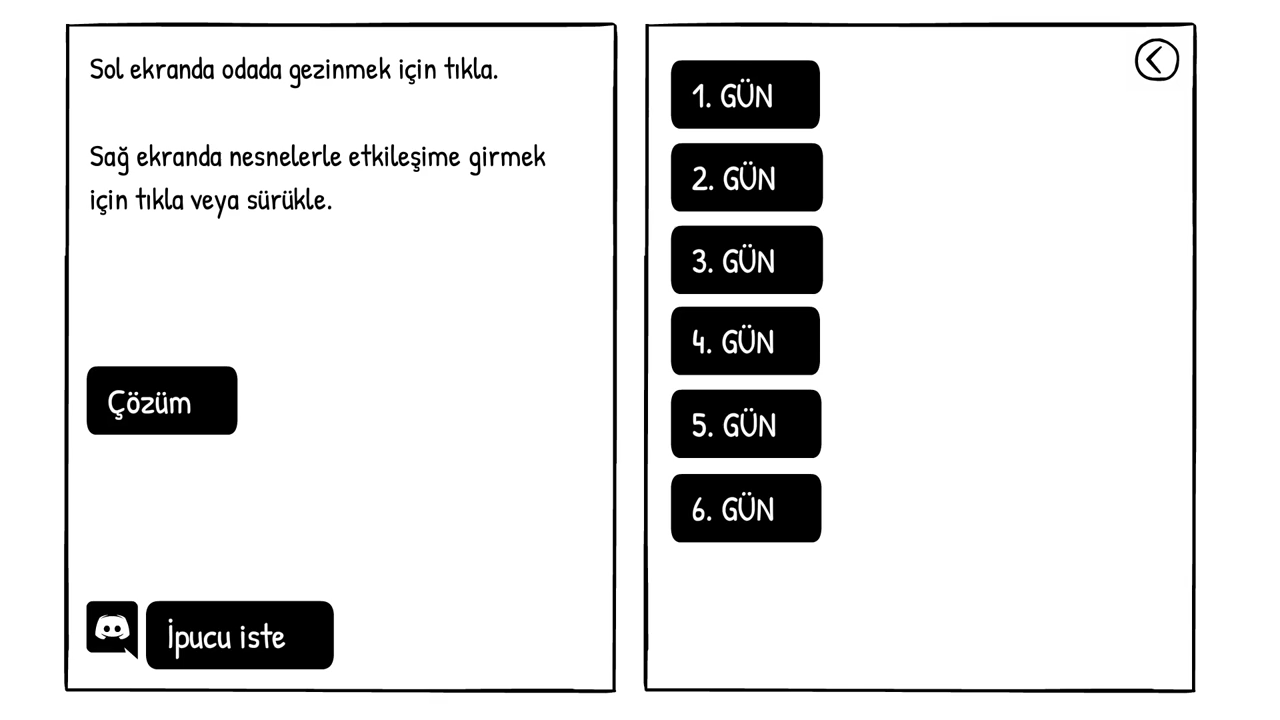 Sol ekranda odada gezinmek için tıkla.
Sağ ekranda nesnelerle etkileşime girmek
için tıkla veya sürükle.
Çözüm
İpucu iste
1. GÜN
2. GÜN
3. GÜN
4. GÜN
5. GÜN
6. GÜN